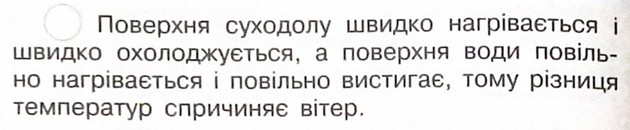 Поверхня суходолу швидко нагрівається і
швидко охолоджується, а поверхня води повіль-
но нагрівається і повільно вистигає, тому різниця
температур спричиняє вітер.